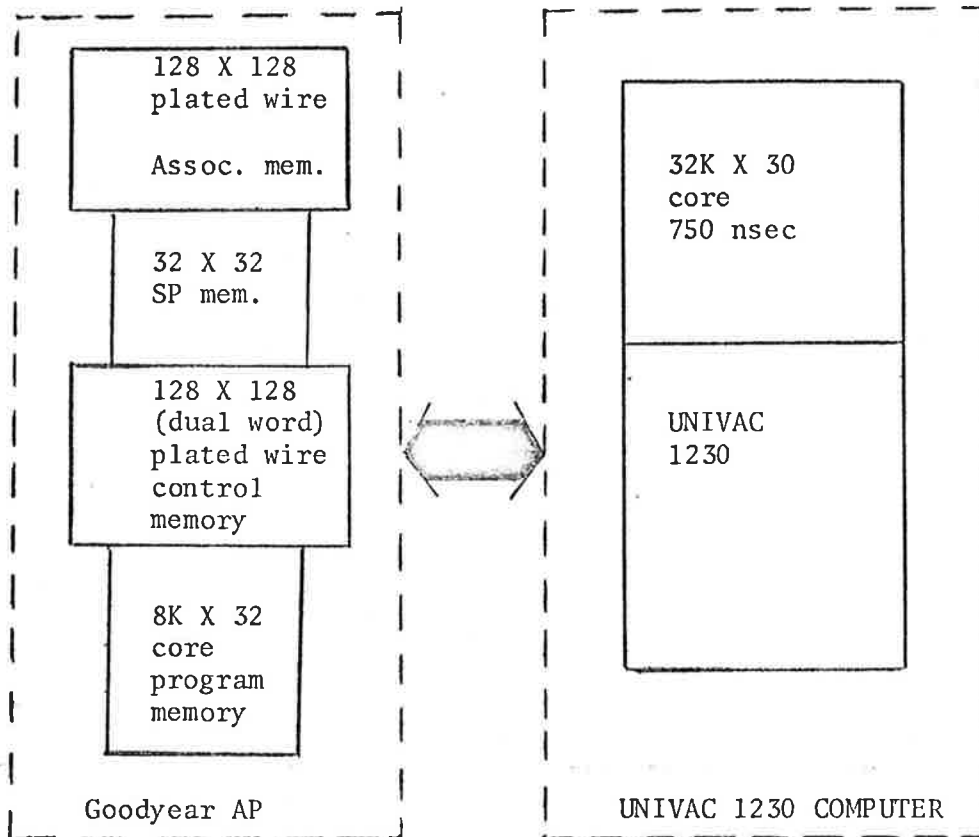 128 X 128
plated wire
Assoc. mem.
32 X 32
SP mem.
128 X 128
(dual word)
plated wire
control
memory
8K X 32
core
program
memory
Goodyear AP
32K X 30
core
750 nsec
UNIVAC
1230
UNIVAC 1230 COMPUTER